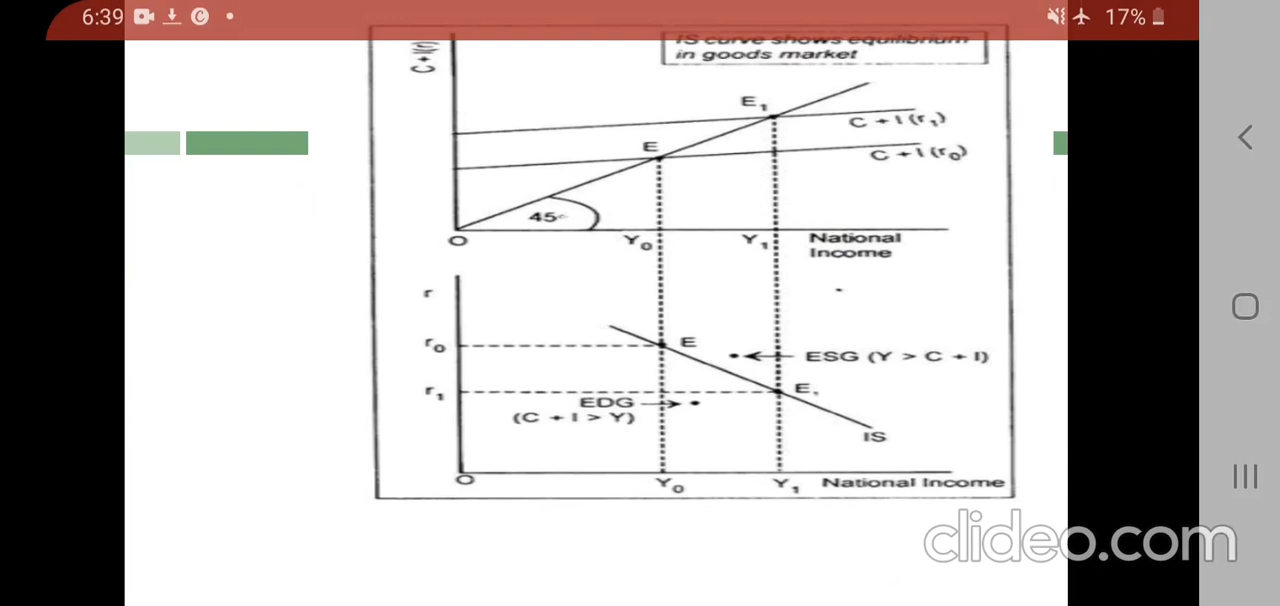 6:39
17%
IS curve shows equilibrium
in goods market
C + I(r)
E₁
C + I (r₁)
E
C + I (r₀)
45°
O
Y₀
Y₁
National
Income
r
r₀
E
ESG (Y > C + I)
r₁
E₁
EDG
(C + I > Y)
IS
O
Y₀
Y₁
National Income
clideo.com